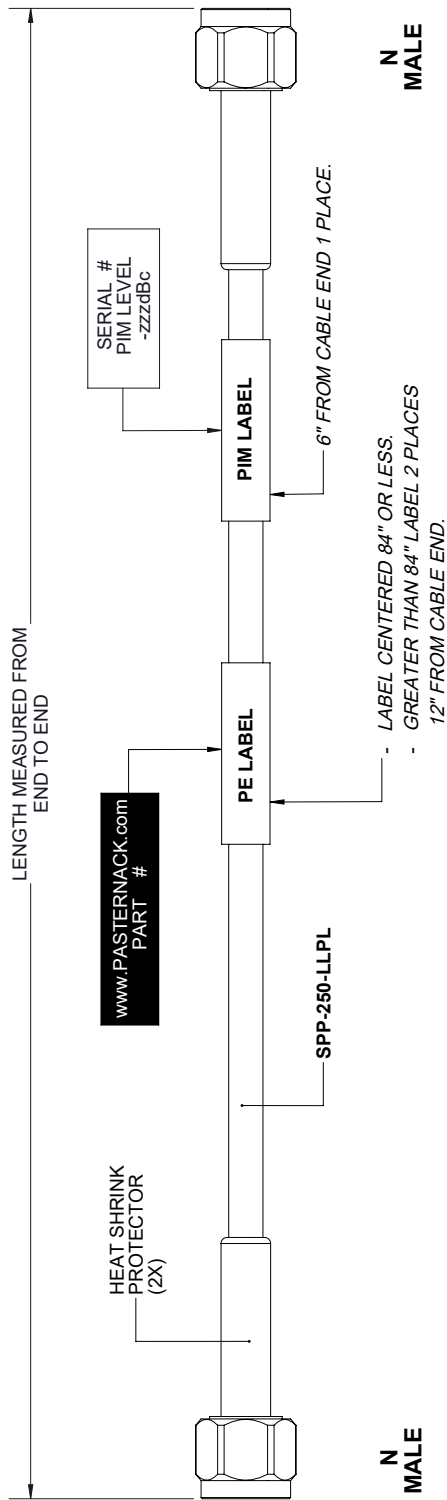 LENGTH MEASURED FROM
END TO END
HEAT SHRINK
PROTECTOR
(2X)
www.PASTERNACK.com
PART #
SERIAL #
PIM LEVEL
-zzzdBc
PE LABEL
PIM LABEL
SPP-250-LLPL
6" FROM CABLE END 1 PLACE.
- LABEL CENTERED 84" OR LESS.
- GREATER THAN 84" LABEL 2 PLACES
12" FROM CABLE END.
N
MALE
N
MALE